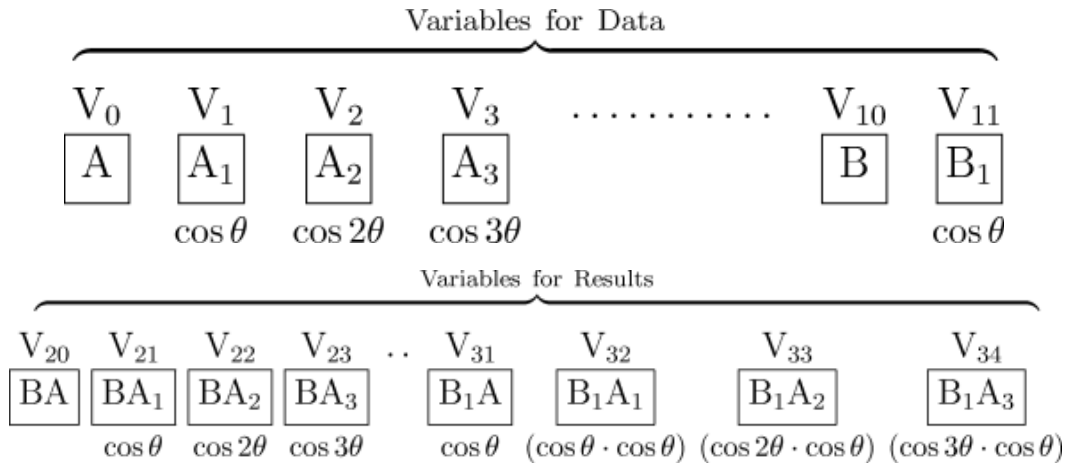 Variables for Data
V₀ V₁ V₂ V₃ ........... V₁₀ V₁₁
A A₁ A₂ A₃ B B₁
cos θ cos 2θ cos 3θ cos θ
Variables for Results
V₂₀ V₂₁ V₂₂ V₂₃ .. V₃₁ V₃₂ V₃₃ V₃₄
BA BA₁ BA₂ BA₃ B₁A B₁A₁ B₁A₂ B₁A₃
cos θ cos 2θ cos 3θ cos θ (cos θ · cos θ) (cos 2θ · cos θ) (cos 3θ · cos θ)